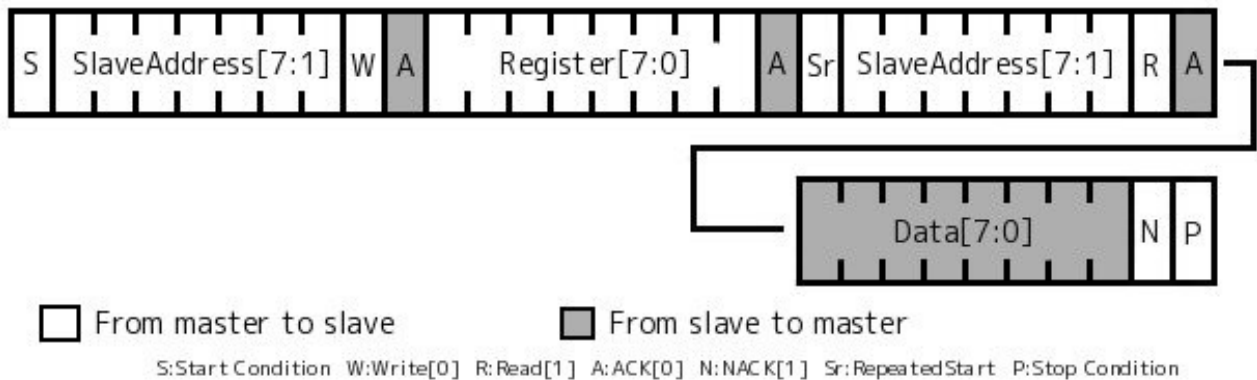 S SlaveAddress[7:1] W A Register[7:0] A Sr SlaveAddress[7:1] R A
Data[7:0] N P
From master to slave From slave to master
S:Start Condition W:Write[0] R:Read[1] A:ACK[0] N:NACK[1] Sr:RepeatedStart P:Stop Condition